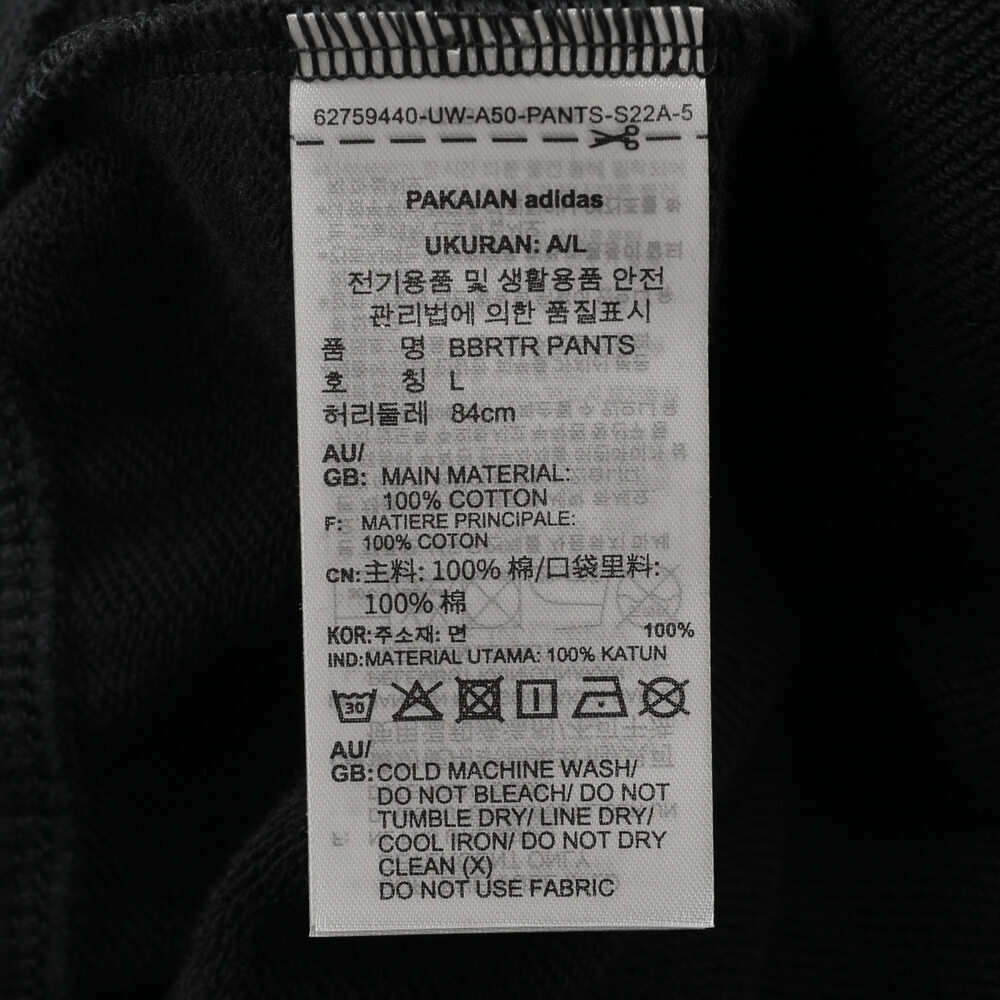 62759440-UW-A50-PANTS-S22A-5
PAKAIAN adidas
UKURAN: A/L
전기용품 및 생활용품 안전
관리법에 의한 품질표시
품 명 BBRTR PANTS
호 칭 L
허리둘레 84cm
AU/
GB: MAIN MATERIAL:
100% COTTON
F: MATIERE PRINCIPALE:
100% COTON
CN: 主料: 100% 棉/口袋里料:
100% 棉
KOR: 주소재: 면 100%
IND: MATERIAL UTAMA: 100% KATUN
30
AU/
GB: COLD MACHINE WASH/
DO NOT BLEACH/ DO NOT
TUMBLE DRY/ LINE DRY/
COOL IRON/ DO NOT DRY
CLEAN (X)
DO NOT USE FABRIC